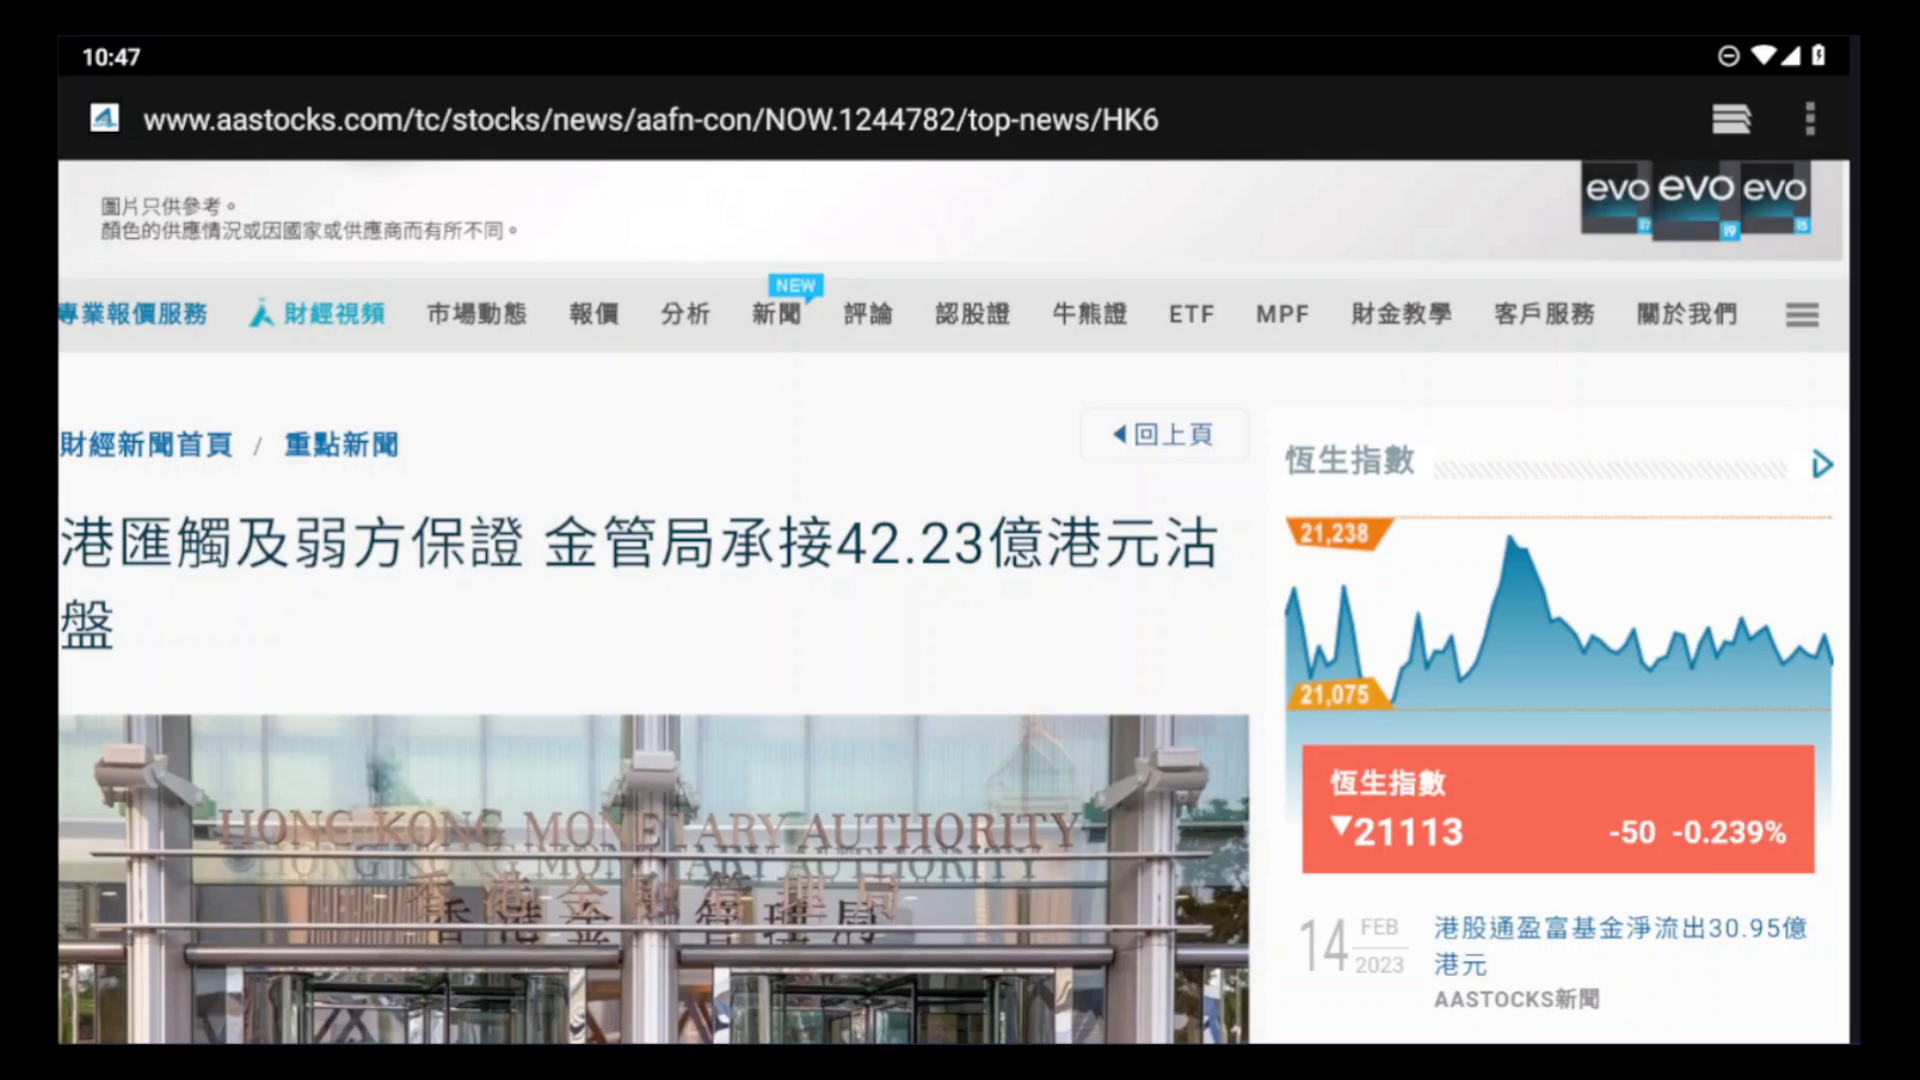 10:47
www.aastocks.com/tc/stocks/news/aafn-con/NOW.1244782/top-news/HK6
圖片只供參考。
顏色的供應情況或因國家或供應商而有所不同。
evo evo evo
i7 i9 i5
NEW
專業報價服務 財經視頻 市場動態 報價 分析 新聞 評論 認股證 牛熊證 ETF MPF 財金教學 客戶服務 關於我們
財經新聞首頁 / 重點新聞
回上頁
港匯觸及弱方保證 金管局承接42.23億港元沽
盤
HONG KONG MONETARY AUTHORITY
香港金融管理局
恆生指數
21,238
21,075
恆生指數
▼21113 -50 -0.239%
14 FEB 2023
港股通盈富基金淨流出30.95億
港元
AASTOCKS新聞